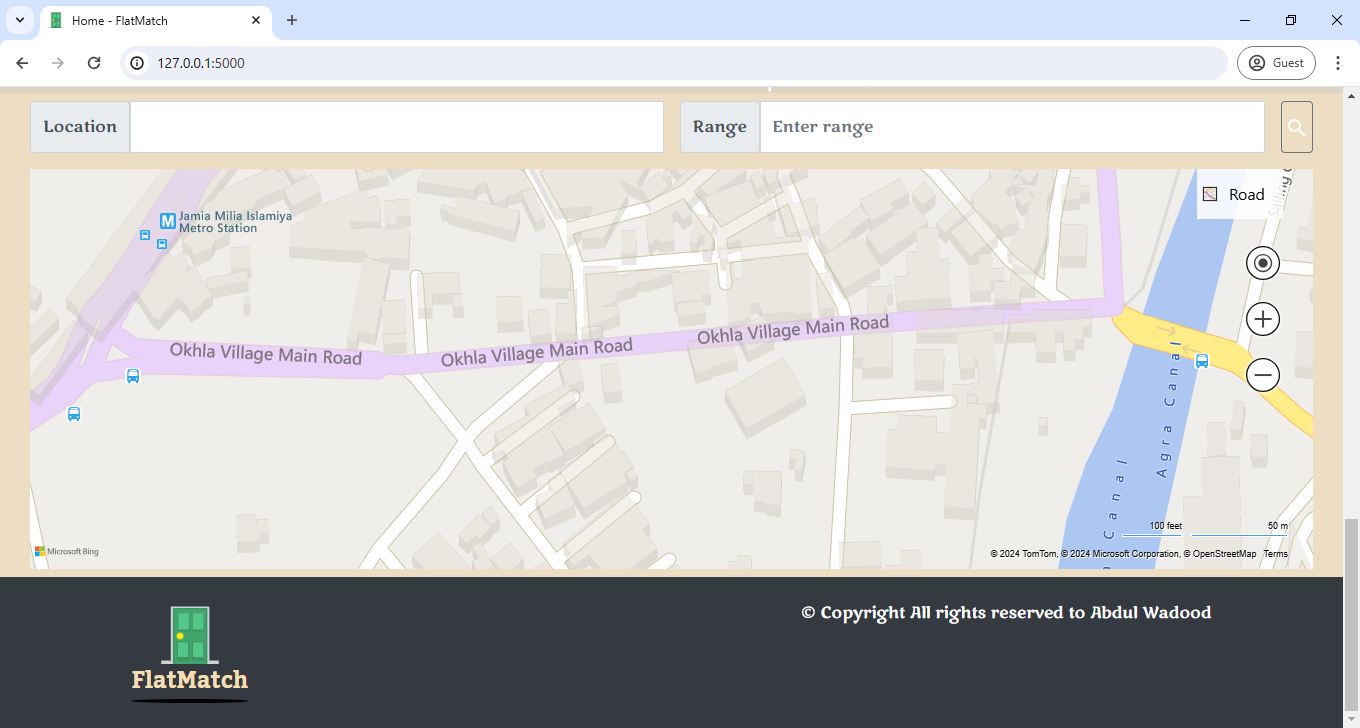 Home - FlatMatch
127.0.0.1:5000
Guest
Location
Range
Enter range
Road
Jamia Milia Islamiya
Metro Station
Okhla Village Main Road
Okhla Village Main Road
Okhla Village Main Road
Agra Canal
Canal
100 feet
50 m
Microsoft Bing
© 2024 TomTom, © 2024 Microsoft Corporation, © OpenStreetMap Terms
© Copyright All rights reserved to Abdul Wadood
FlatMatch